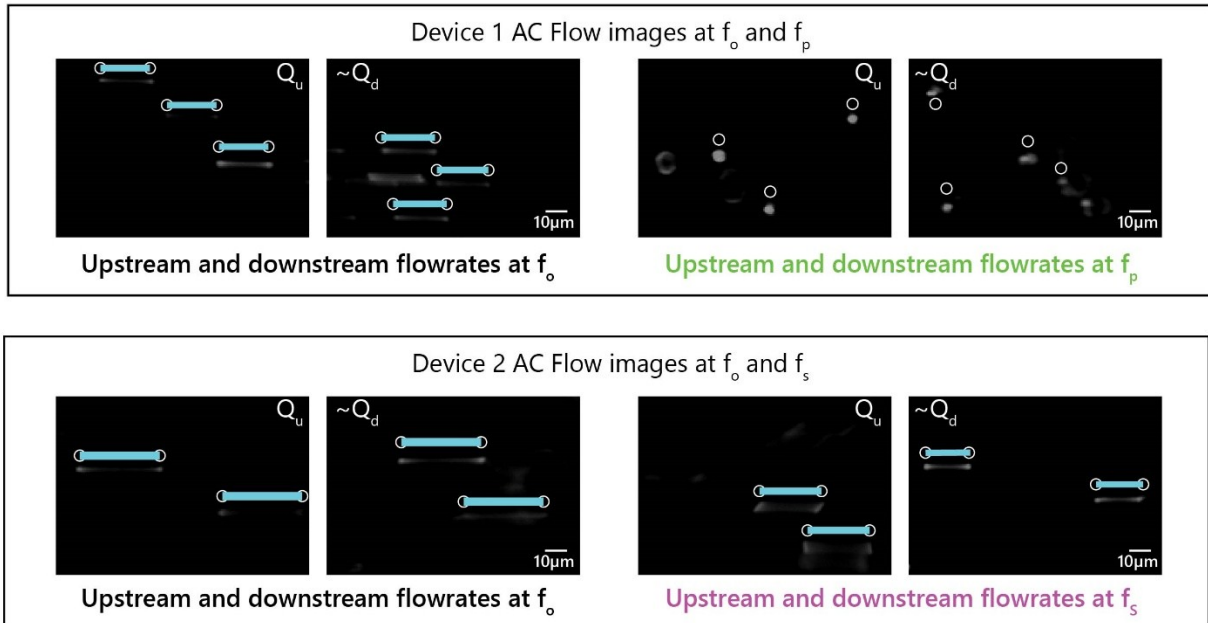 Device 1 AC Flow images at fo and fp
Qu ~Qd Qu ~Qd
10μm 10μm
Upstream and downstream flowrates at fo Upstream and downstream flowrates at fp
Device 2 AC Flow images at fo and fs
Qu ~Qd Qu ~Qd
10μm 10μm
Upstream and downstream flowrates at fo Upstream and downstream flowrates at fs